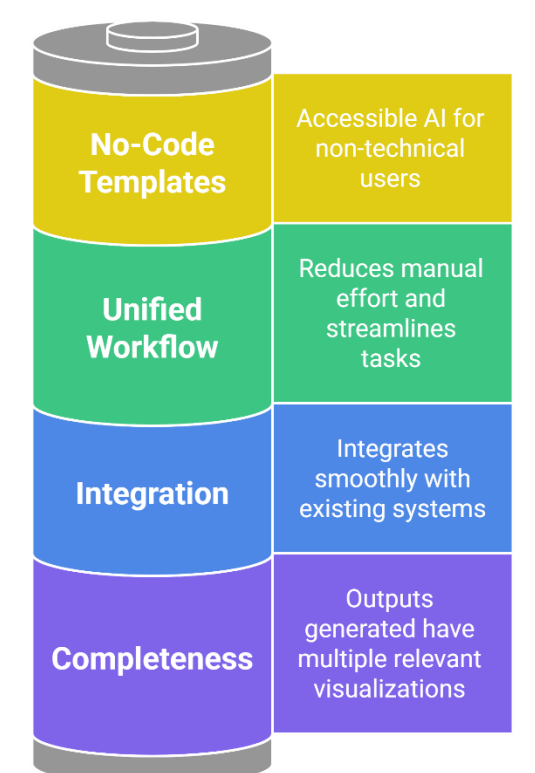 No-Code
Templates
Accessible AI for
non-technical
users
Unified
Workflow
Reduces manual
effort and
streamlines
tasks
Integration
Integrates
smoothly with
existing systems
Completeness
Outputs
generated have
multiple relevant
visualizations